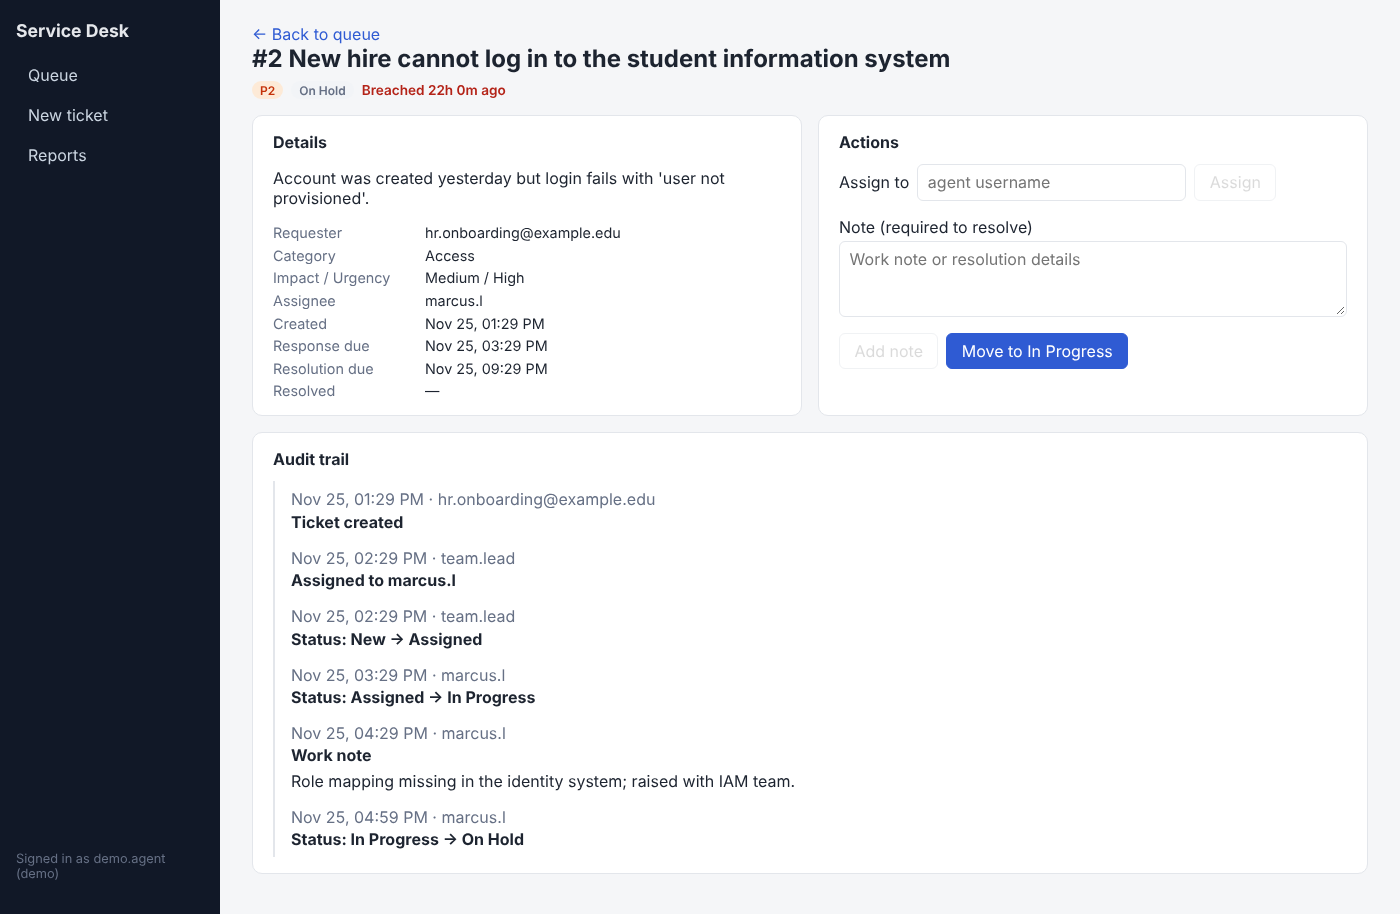 Service Desk
Queue
New ticket
Reports
Signed in as demo.agent
(demo)
← Back to queue
#2 New hire cannot log in to the student information system
P2 On Hold Breached 22h 0m ago
Details
Account was created yesterday but login fails with 'user not
provisioned'.
Requester hr.onboarding@example.edu
Category Access
Impact / Urgency Medium / High
Assignee marcus.l
Created Nov 25, 01:29 PM
Response due Nov 25, 03:29 PM
Resolution due Nov 25, 09:29 PM
Resolved —
Actions
Assign to agent username Assign
Note (required to resolve)
Work note or resolution details
Add note Move to In Progress
Audit trail
Nov 25, 01:29 PM · hr.onboarding@example.edu
Ticket created
Nov 25, 02:29 PM · team.lead
Assigned to marcus.l
Nov 25, 02:29 PM · team.lead
Status: New → Assigned
Nov 25, 03:29 PM · marcus.l
Status: Assigned → In Progress
Nov 25, 04:29 PM · marcus.l
Work note
Role mapping missing in the identity system; raised with IAM team.
Nov 25, 04:59 PM · marcus.l
Status: In Progress → On Hold